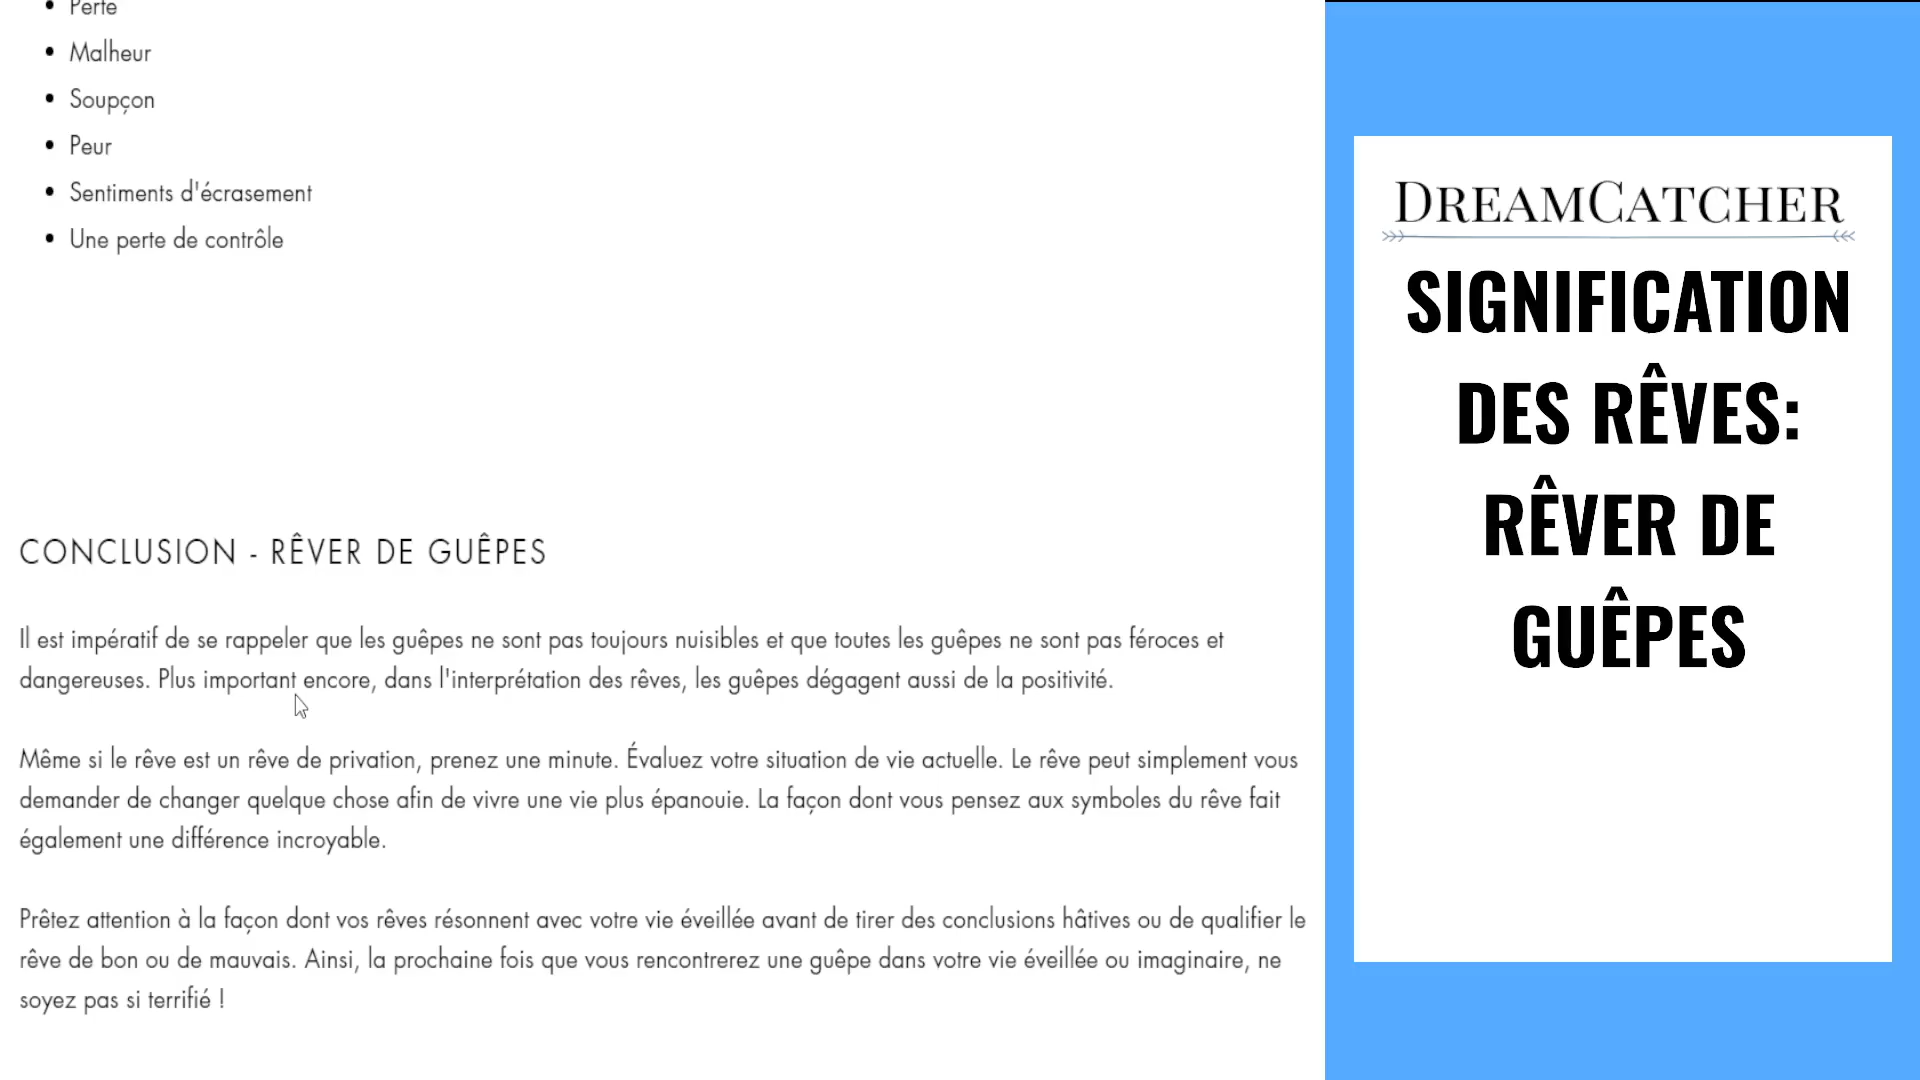 Perte
Malheur
Soupçon
Peur
Sentiments d'écrasement
Une perte de contrôle
CONCLUSION - RÊVER DE GUÊPES
Il est impératif de se rappeler que les guêpes ne sont pas toujours nuisibles et que toutes les guêpes ne sont pas féroces et
dangereuses. Plus important encore, dans l'interprétation des rêves, les guêpes dégagent aussi de la positivité.
Même si le rêve est un rêve de privation, prenez une minute. Évaluez votre situation de vie actuelle. Le rêve peut simplement vous
demander de changer quelque chose afin de vivre une vie plus épanouie. La façon dont vous pensez aux symboles du rêve fait
également une différence incroyable.
Prêtez attention à la façon dont vos rêves résonnent avec votre vie éveillée avant de tirer des conclusions hâtives ou de qualifier le
rêve de bon ou de mauvais. Ainsi, la prochaine fois que vous rencontrerez une guêpe dans votre vie éveillée ou imaginaire, ne
soyez pas si terrifié !
DREAMCATCHER
SIGNIFICATION
DES RÊVES:
RÊVER DE
GUÊPES